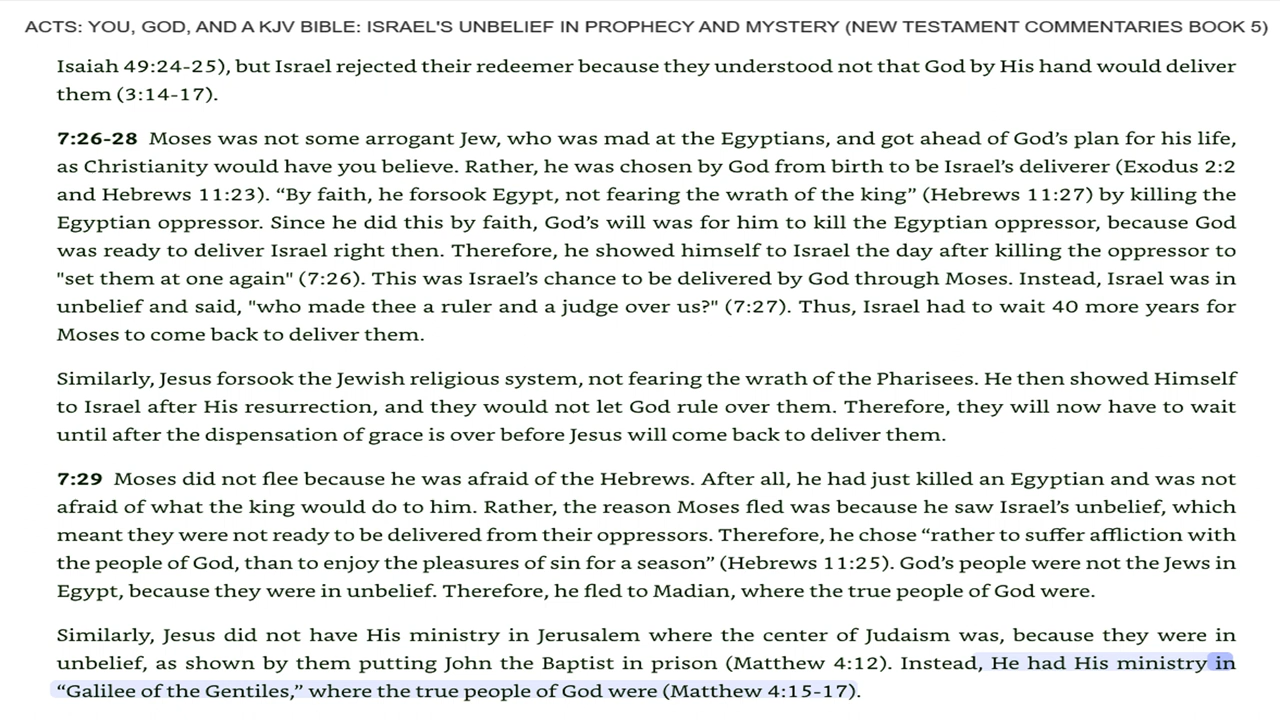 ACTS: YOU, GOD, AND A KJV BIBLE: ISRAEL'S UNBELIEF IN PROPHECY AND MYSTERY (NEW TESTAMENT COMMENTARIES BOOK 5)
Isaiah 49:24-25), but Israel rejected their redeemer because they understood not that God by His hand would deliver
them (3:14-17).
7:26-28 Moses was not some arrogant Jew, who was mad at the Egyptians, and got ahead of God’s plan for his life,
as Christianity would have you believe. Rather, he was chosen by God from birth to be Israel’s deliverer (Exodus 2:2
and Hebrews 11:23). “By faith, he forsook Egypt, not fearing the wrath of the king” (Hebrews 11:27) by killing the
Egyptian oppressor. Since he did this by faith, God’s will was for him to kill the Egyptian oppressor, because God
was ready to deliver Israel right then. Therefore, he showed himself to Israel the day after killing the oppressor to
"set them at one again" (7:26). This was Israel’s chance to be delivered by God through Moses. Instead, Israel was in
unbelief and said, "who made thee a ruler and a judge over us?" (7:27). Thus, Israel had to wait 40 more years for
Moses to come back to deliver them.
Similarly, Jesus forsook the Jewish religious system, not fearing the wrath of the Pharisees. He then showed Himself
to Israel after His resurrection, and they would not let God rule over them. Therefore, they will now have to wait
until after the dispensation of grace is over before Jesus will come back to deliver them.
7:29 Moses did not flee because he was afraid of the Hebrews. After all, he had just killed an Egyptian and was not
afraid of what the king would do to him. Rather, the reason Moses fled was because he saw Israel’s unbelief, which
meant they were not ready to be delivered from their oppressors. Therefore, he chose “rather to suffer affliction with
the people of God, than to enjoy the pleasures of sin for a season” (Hebrews 11:25). God’s people were not the Jews in
Egypt, because they were in unbelief. Therefore, he fled to Madian, where the true people of God were.
Similarly, Jesus did not have His ministry in Jerusalem where the center of Judaism was, because they were in
unbelief, as shown by them putting John the Baptist in prison (Matthew 4:12). Instead, He had His ministry in
“Galilee of the Gentiles,” where the true people of God were (Matthew 4:15-17).